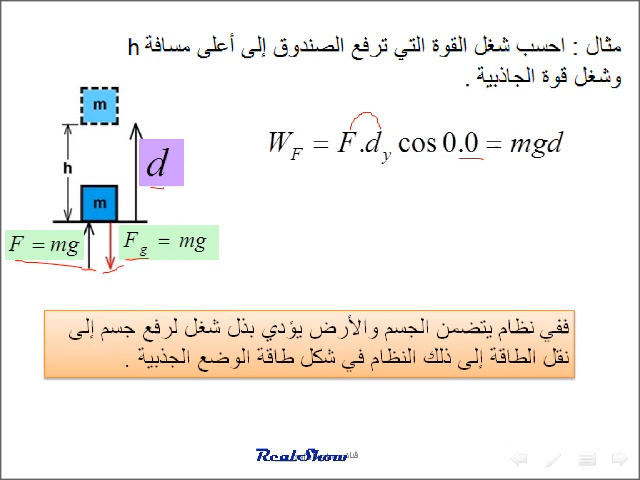 مثال : احسب شغل القوة التي ترفع الصندوق إلى أعلى مسافة h
وشغل قوة الجاذبية .
W_F = F.d_y cos 0.0 = mgd
m
h
d
m
F = mg
F_g = mg
ففي نظام يتضمن الجسم والأرض يؤدي بذل شغل لرفع جسم إلى
نقل الطاقة إلى ذلك النظام في شكل طاقة الوضع الجذبية .
RealShow